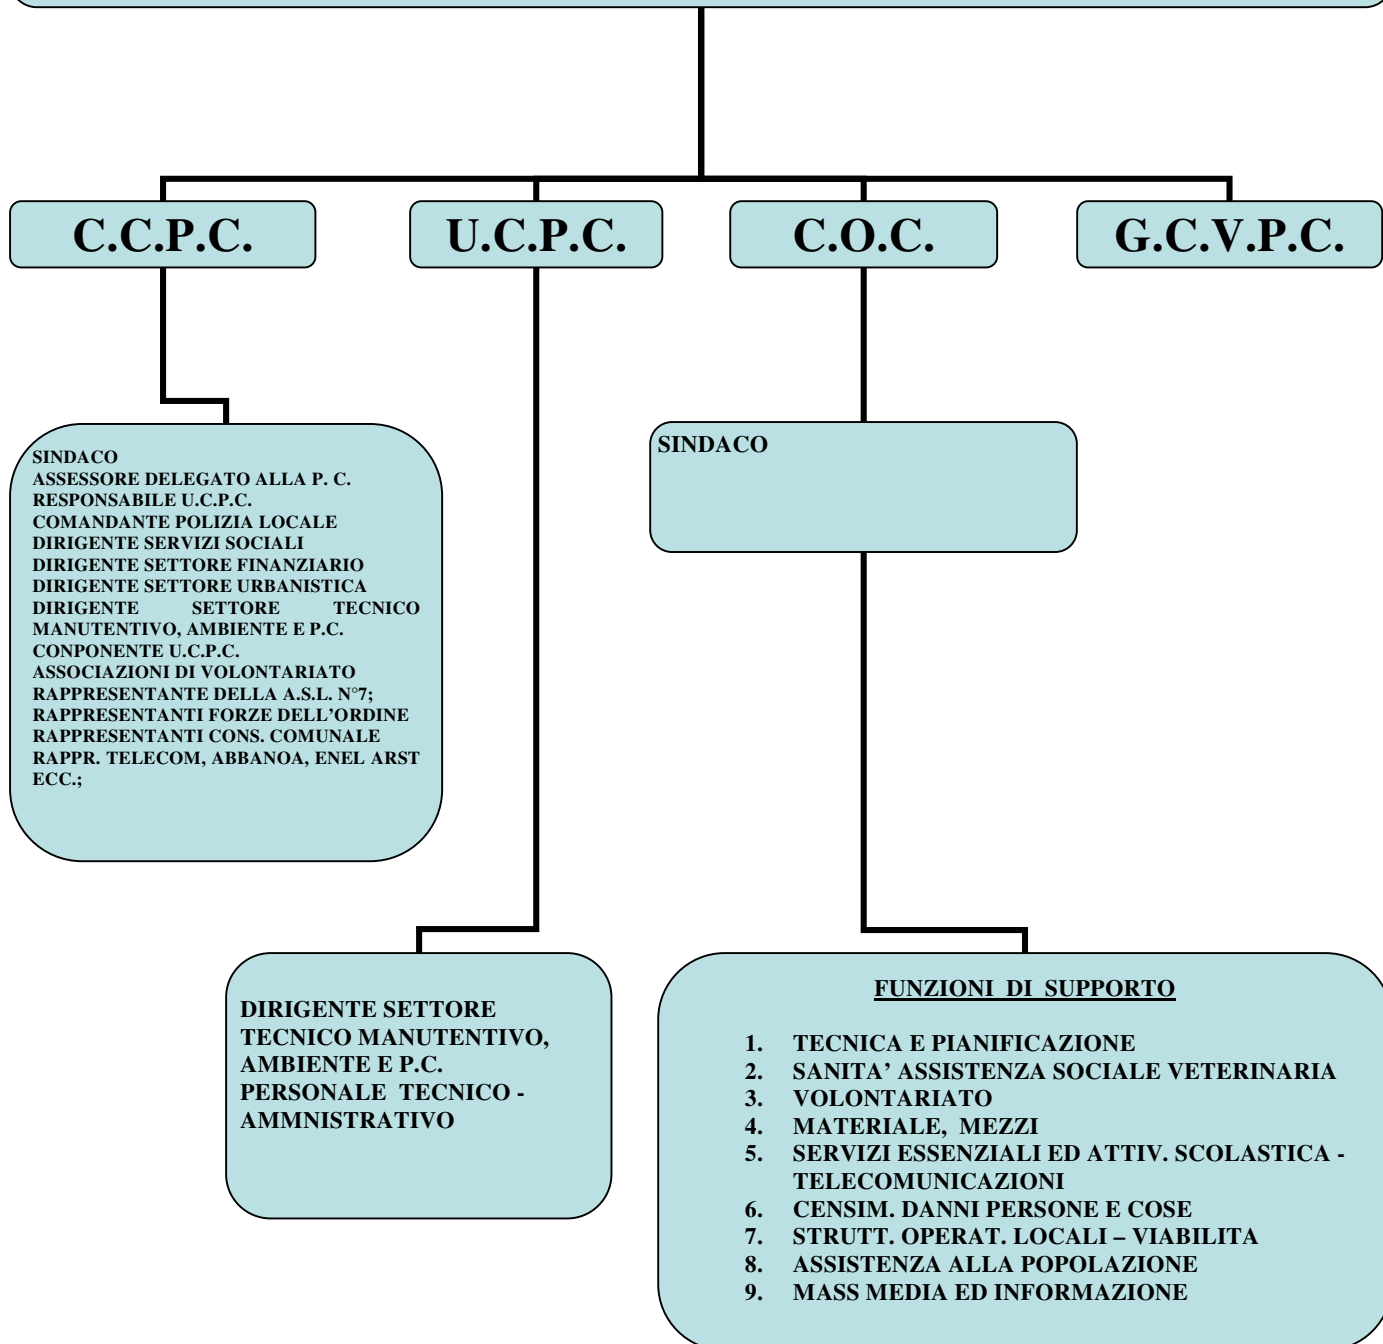 C.C.P.C.
U.C.P.C.
C.O.C.
G.C.V.P.C.
SINDACO
ASSESSORE DELEGATO ALLA P. C.
RESPONSABILE U.C.P.C.
COMANDANTE POLIZIA LOCALE
DIRIGENTE SERVIZI SOCIALI
DIRIGENTE SETTORE FINANZIARIO
DIRIGENTE SETTORE URBANISTICA
DIRIGENTE SETTORE TECNICO
MANUTENTIVO, AMBIENTE E P.C.
CONPONENTE U.C.P.C.
ASSOCIAZIONI DI VOLONTARIATO
RAPPRESENTANTE DELLA A.S.L. N°7;
RAPPRESENTANTI FORZE DELL’ORDINE
RAPPRESENTANTI CONS. COMUNALE
RAPPR. TELECOM, ABBANOA, ENEL ARST
ECC.;
SINDACO
DIRIGENTE SETTORE
TECNICO MANUTENTIVO,
AMBIENTE E P.C.
PERSONALE TECNICO -
AMMNISTRATIVO
FUNZIONI DI SUPPORTO
1. TECNICA E PIANIFICAZIONE
2. SANITA’ ASSISTENZA SOCIALE VETERINARIA
3. VOLONTARIATO
4. MATERIALE, MEZZI
5. SERVIZI ESSENZIALI ED ATTIV. SCOLASTICA -
TELECOMUNICAZIONI
6. CENSIM. DANNI PERSONE E COSE
7. STRUTT. OPERAT. LOCALI – VIABILITA
8. ASSISTENZA ALLA POPOLAZIONE
9. MASS MEDIA ED INFORMAZIONE